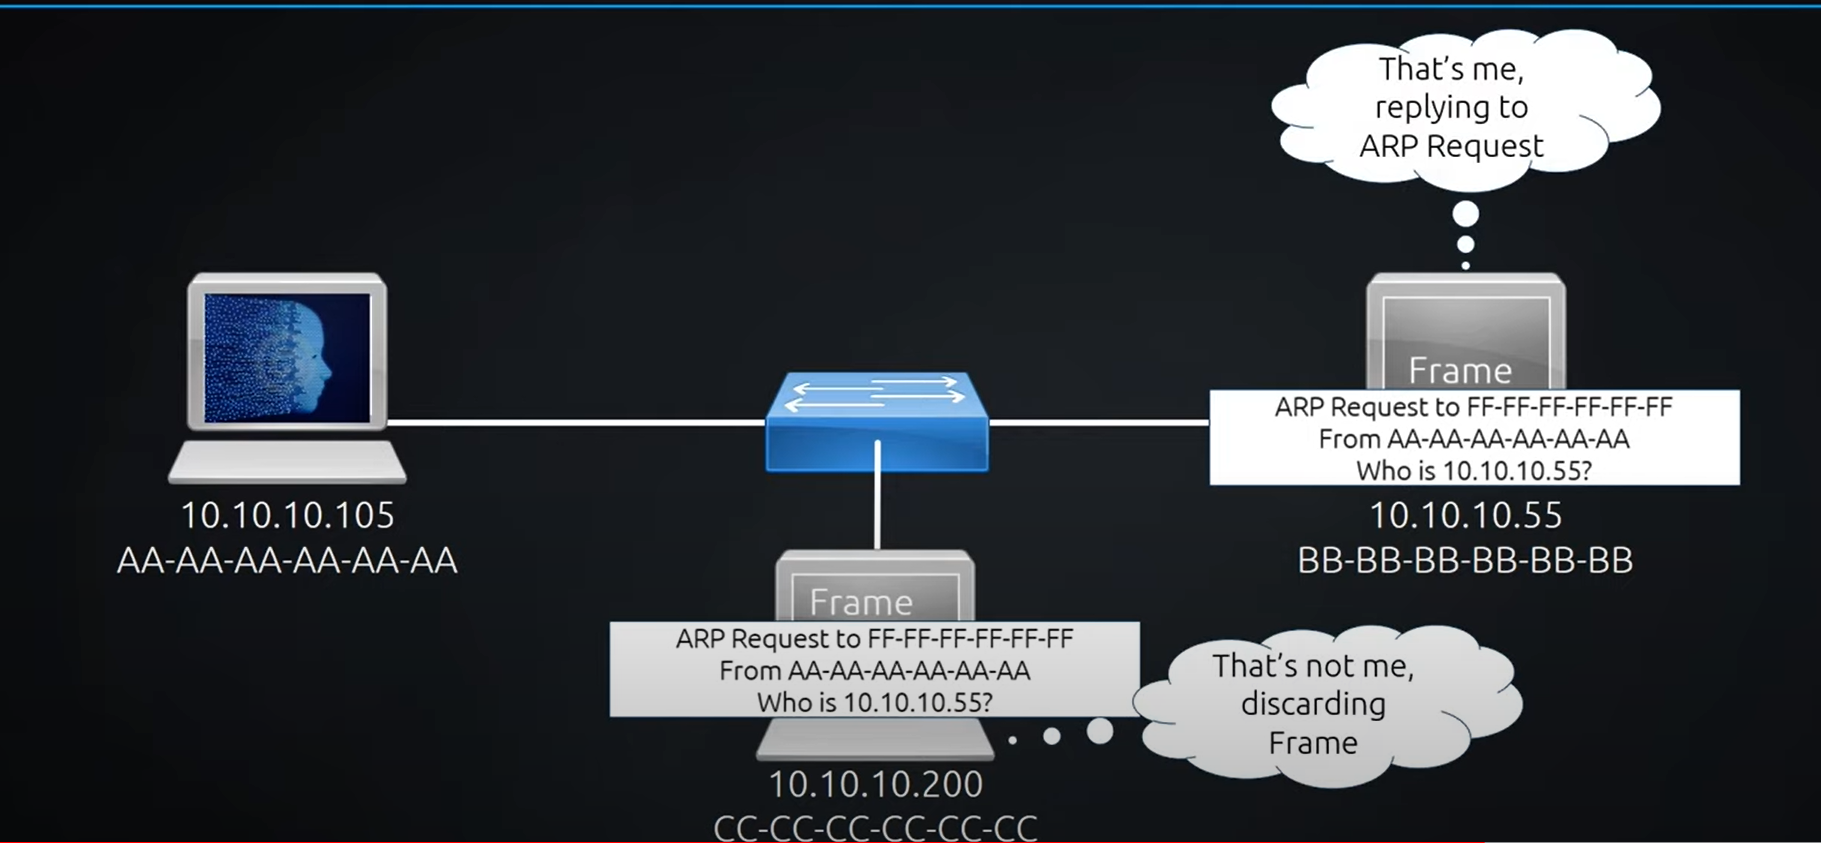 That's me,
replying to
ARP Request
Frame
ARP Request to FF-FF-FF-FF-FF-FF
From AA-AA-AA-AA-AA-AA
Who is 10.10.10.55?
10.10.10.105
AA-AA-AA-AA-AA-AA
10.10.10.55
BB-BB-BB-BB-BB-BB
Frame
ARP Request to FF-FF-FF-FF-FF-FF
From AA-AA-AA-AA-AA-AA
Who is 10.10.10.55?
That's not me,
discarding
Frame
10.10.10.200
CC-CC-CC-CC-CC-CC